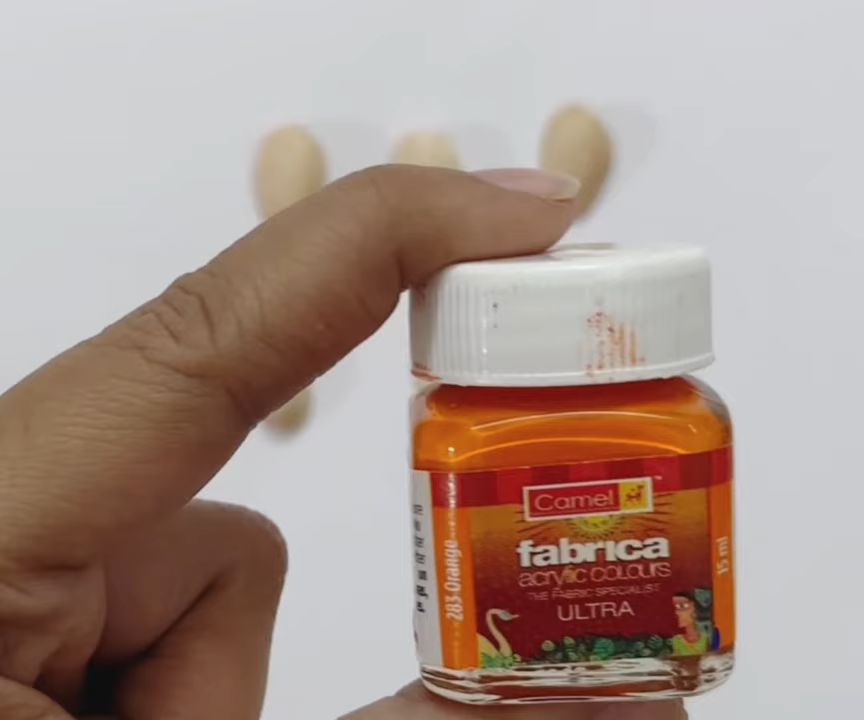 Camel
fabrica
acrylic colours
THE FABRIC SPECIALIST
ULTRA
283 Orange
15 ml